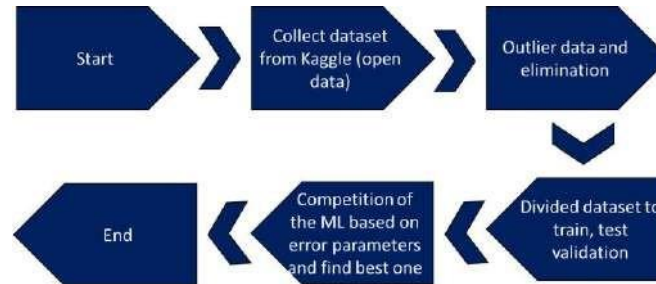 Start
Collect dataset
from Kaggle (open
data)
Outlier data and
elimination
Divided dataset to
train, test
validation
Competition of
the ML based on
error parameters
and find best one
End